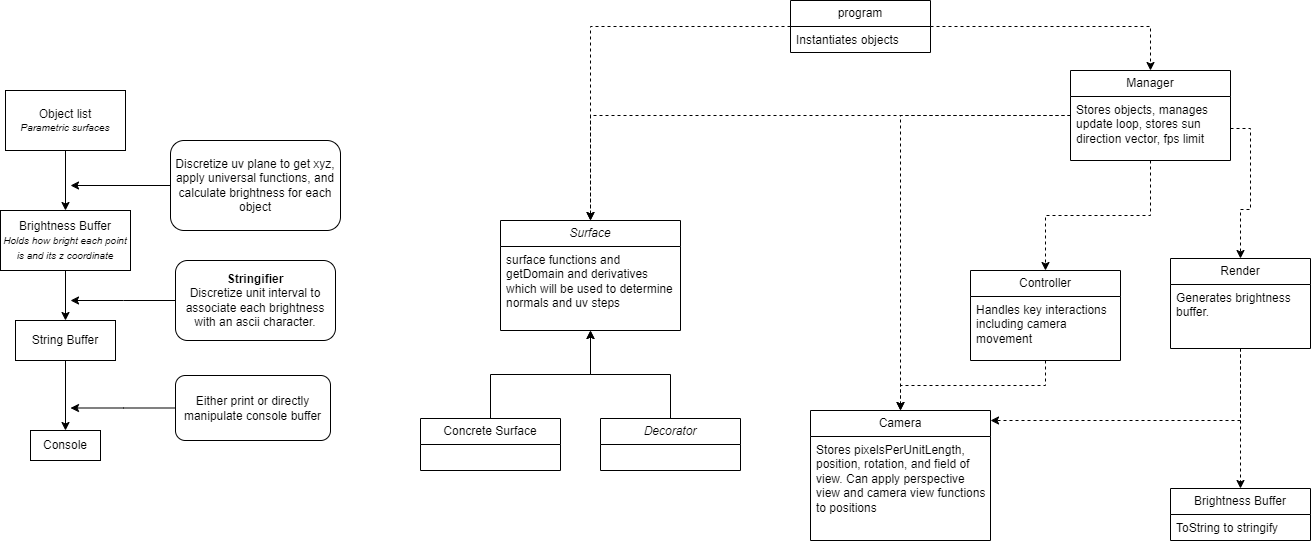 Object list
Parametric surfaces
Discretize uv plane to get xyz,
apply universal functions, and
calculate brightness for each
object
Brightness Buffer
Holds how bright each point
is and its z coordinate
Stringifier
Discretize unit interval to
associate each brightness
with an ascii character.
String Buffer
Either print or directly
manipulate console buffer
Console
program
Instantiates objects
Manager
Stores objects, manages
update loop, stores sun
direction vector, fps limit
Surface
surface functions and
getDomain and derivatives
which will be used to determine
normals and uv steps
Controller
Handles key interactions
including camera
movement
Render
Generates brightness
buffer.
Concrete Surface
Decorator
Camera
Stores pixelsPerUnitLength,
position, rotation, and field of
view. Can apply perspective
view and camera view functions
to positions
Brightness Buffer
ToString to stringify